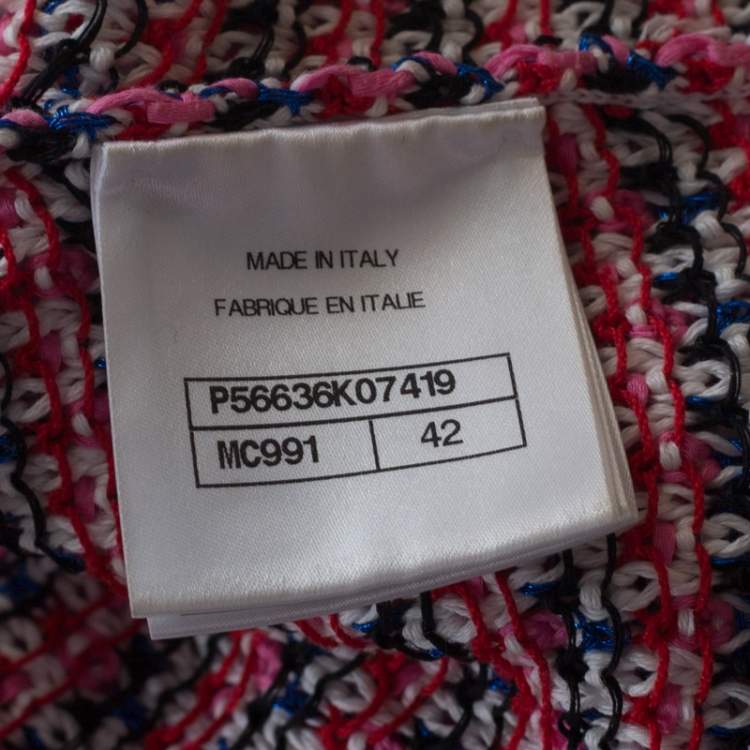 MADE IN ITALY
FABRIQUE EN ITALIE
P56636K07419
MC991 42